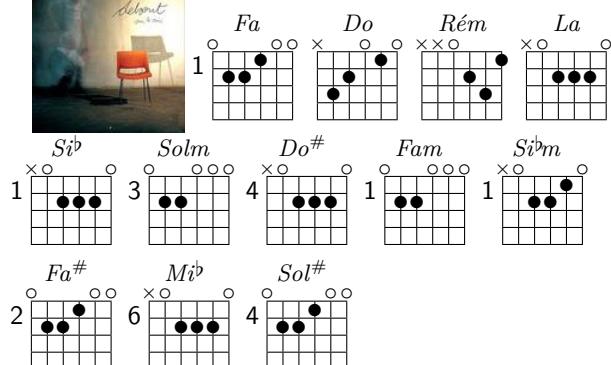 debout
Fa Do Rém La
1
Si♭ Solm Do# Fam Si♭m
1 3 4 1 1
Fa# Mi♭ Sol#
2 6 4